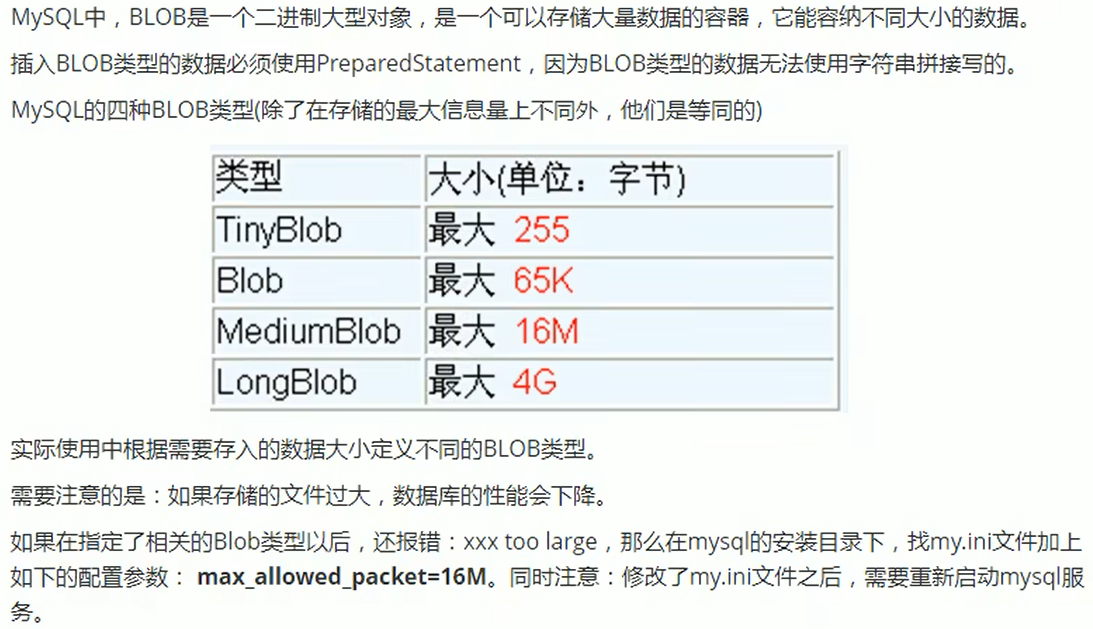 MySQL中，BLOB是一个二进制大型对象，是一个可以存储大量数据的容器，它能容纳不同大小的数据。
插入BLOB类型的数据必须使用PreparedStatement，因为BLOB类型的数据无法使用字符串拼接写的。
MySQL的四种BLOB类型(除了在存储的最大信息量上不同外，他们是等同的)
类型 大小(单位：字节)
TinyBlob 最大 255
Blob 最大 65K
MediumBlob 最大 16M
LongBlob 最大 4G
实际使用中根据需要存入的数据大小定义不同的BLOB类型。
需要注意的是：如果存储的文件过大，数据库的性能会下降。
如果在指定了相关的Blob类型以后，还报错：xxx too large，那么在mysql的安装目录下，找my.ini文件加上
如下的配置参数： max_allowed_packet=16M。同时注意：修改了my.ini文件之后，需要重新启动mysql服
务。